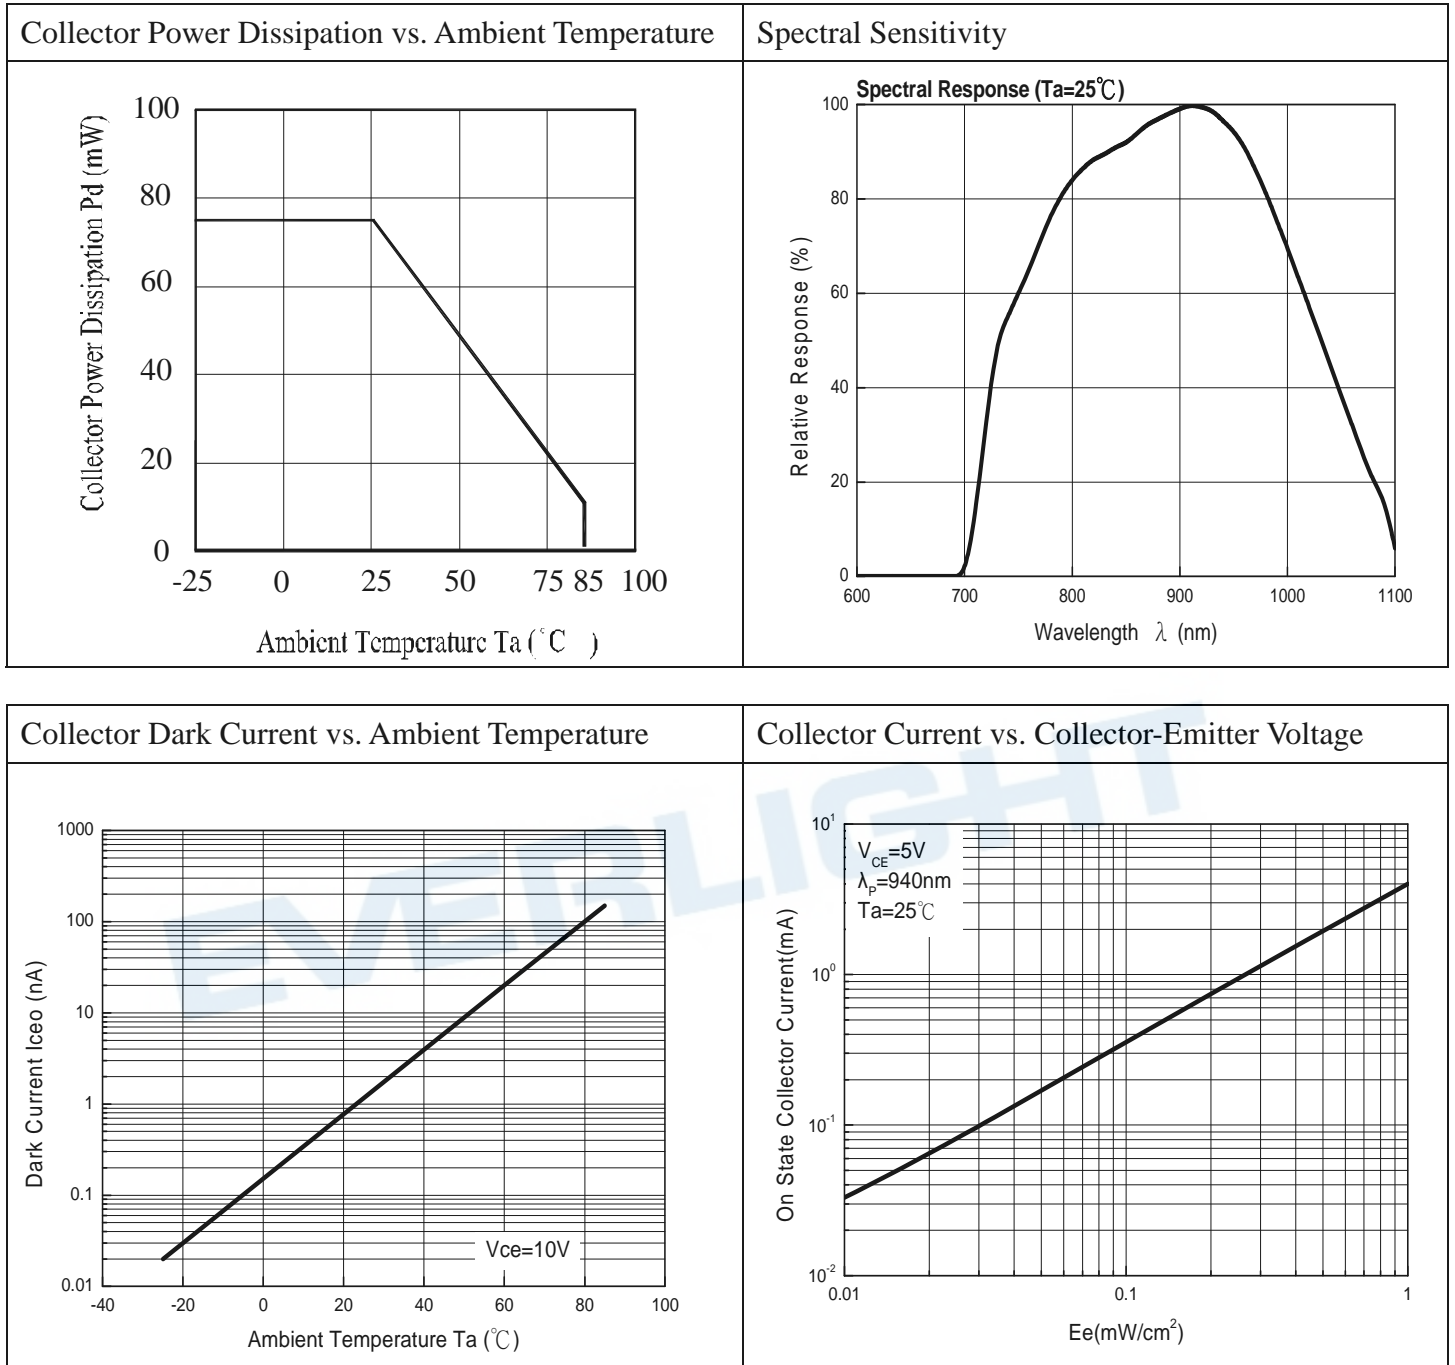 Collector Power Dissipation vs. Ambient Temperature
Spectral Sensitivity
Collector Power Dissipation Pd (mW)
100
80
60
40
20
0
-25 0 25 50 75 85 100
Ambient Temperature Ta (°C )
Spectral Response (Ta=25℃)
Relative Response (%)
100
80
60
40
20
0
600 700 800 900 1000 1100
Wavelength λ (nm)
EVERLIGHT
Collector Dark Current vs. Ambient Temperature
Collector Current vs. Collector-Emitter Voltage
Dark Current Iceo (nA)
1000
100
10
1
0.1
0.01
Vce=10V
-40 -20 0 20 40 60 80 100
Ambient Temperature Ta (℃)
On State Collector Current(mA)
10¹
10⁰
10⁻¹
10⁻²
V_CE=5V
λ_P=940nm
Ta=25℃
0.01 0.1 1
Ee(mW/cm²)